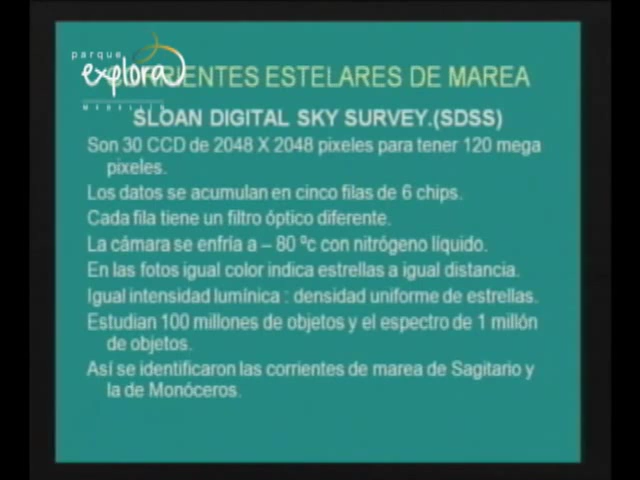 parque
explora
MEDELLÍN
CORRIENTES ESTELARES DE MAREA
SLOAN DIGITAL SKY SURVEY.(SDSS)
Son 30 CCD de 2048 X 2048 pixeles para tener 120 mega
pixeles.
Los datos se acumulan en cinco filas de 6 chips.
Cada fila tiene un filtro óptico diferente.
La cámara se enfría a – 80 ºc con nitrógeno líquido.
En las fotos igual color indica estrellas a igual distancia.
Igual intensidad lumínica : densidad uniforme de estrellas.
Estudian 100 millones de objetos y el espectro de 1 millón
de objetos.
Así se identificaron las corrientes de marea de Sagitario y
la de Monóceros.